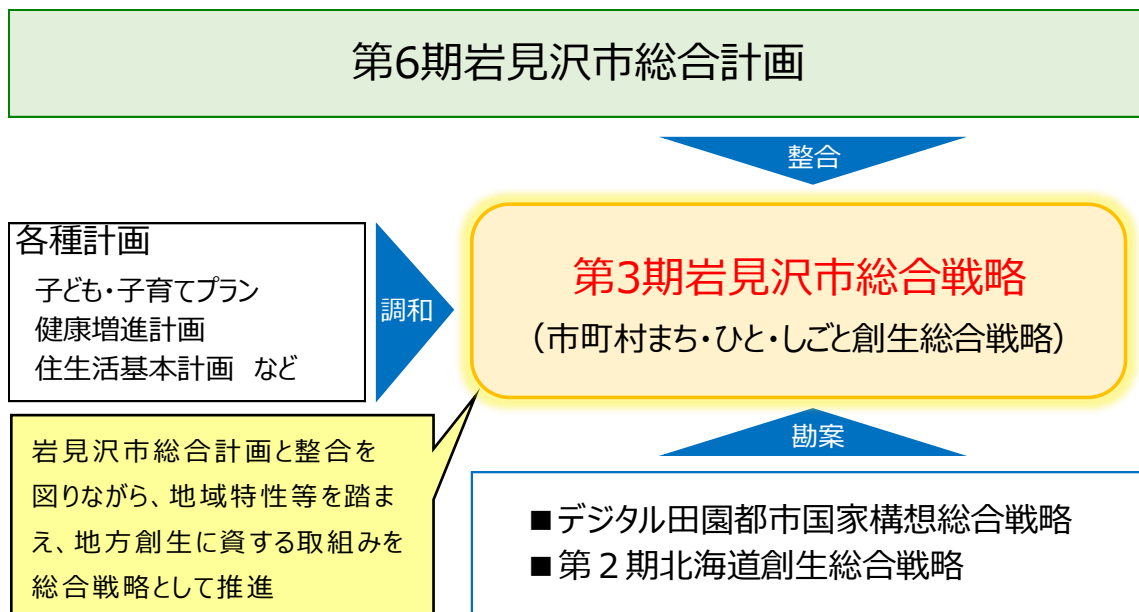 第6期岩見沢市総合計画
整合
各種計画
子ども・子育てプラン
健康増進計画
住生活基本計画 など
調和
第3期岩見沢市総合戦略
(市町村まち・ひと・しごと創生総合戦略)
岩見沢市総合計画と整合を
図りながら、地域特性等を踏ま
え、地方創生に資する取組みを
総合戦略として推進
勘案
■デジタル田園都市国家構想総合戦略
■第2期北海道創生総合戦略